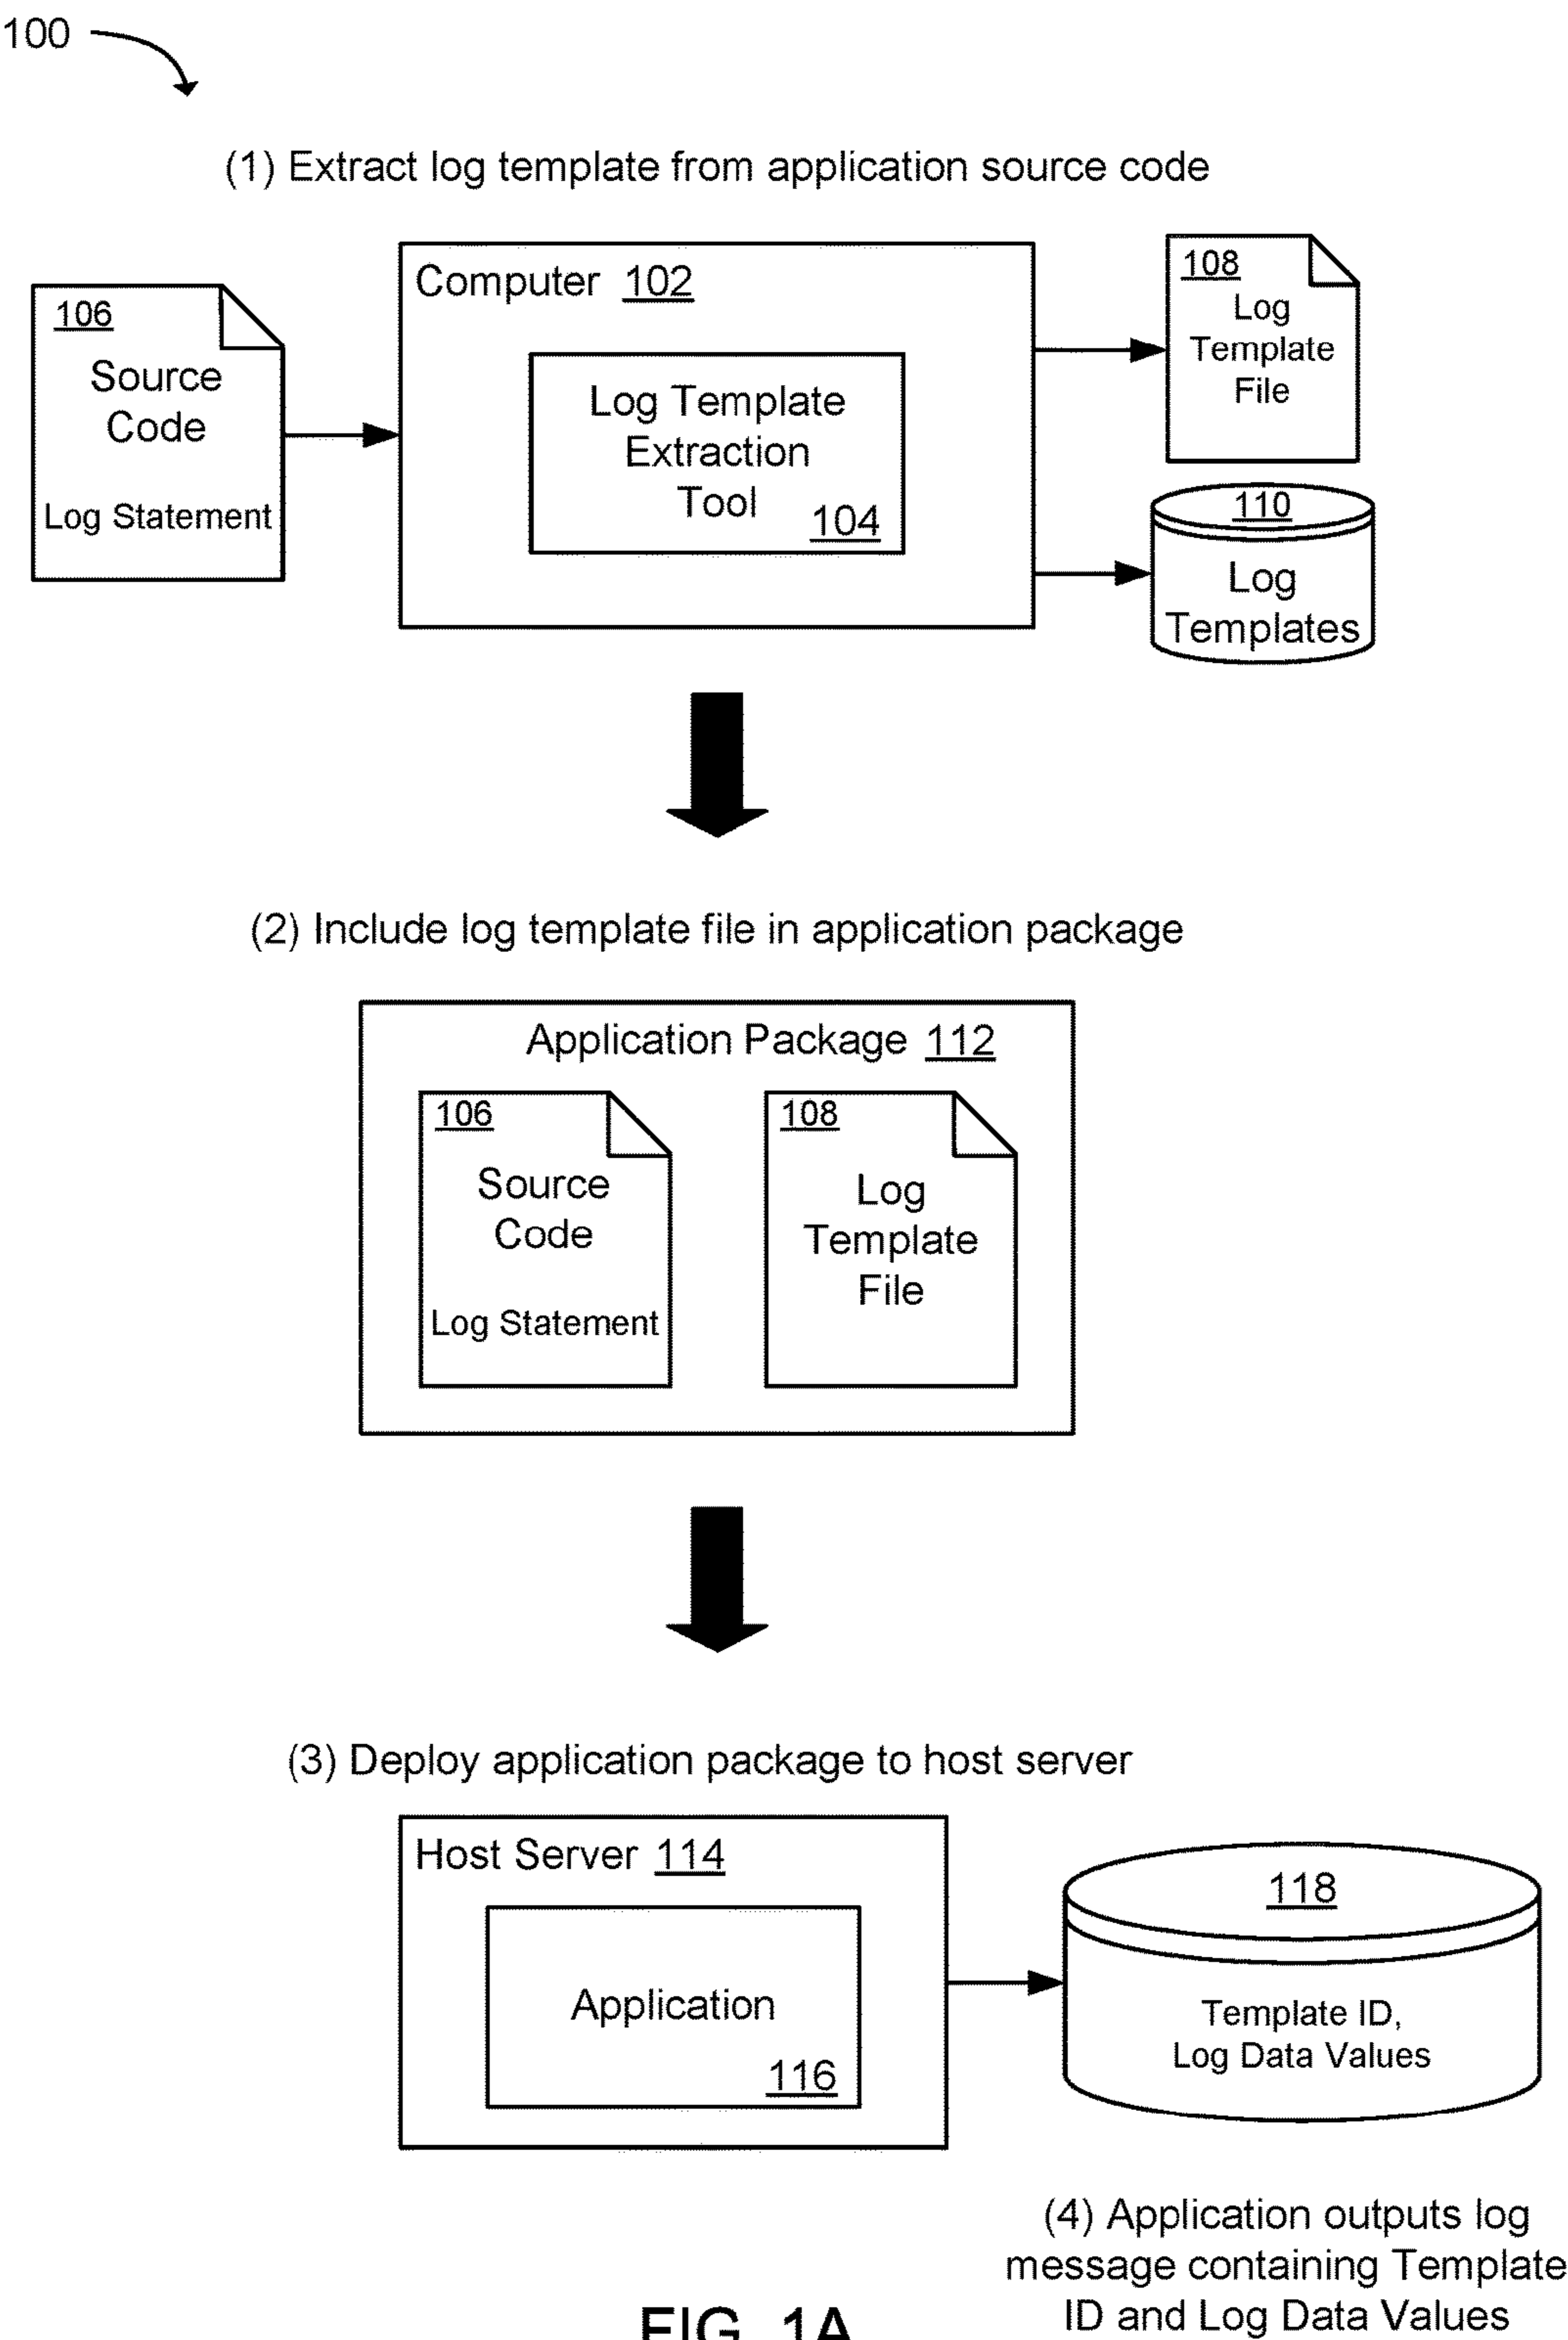 100
(1) Extract log template from application source code
106
Source
Code
Log Statement
Computer 102
Log Template
Extraction
Tool
104
108
Log
Template
File
110
Log
Templates
(2) Include log template file in application package
Application Package 112
106
Source
Code
Log Statement
108
Log
Template
File
(3) Deploy application package to host server
Host Server 114
Application
116
118
Template ID,
Log Data Values
(4) Application outputs log
message containing Template
ID and Log Data Values
FIG. 1A